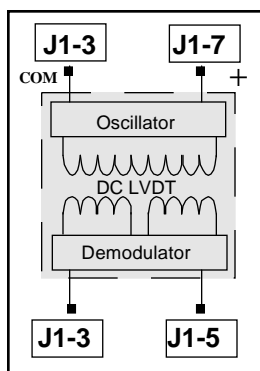 J1-3 J1-7
COM +
Oscillator
DC LVDT
Demodulator
J1-3 J1-5